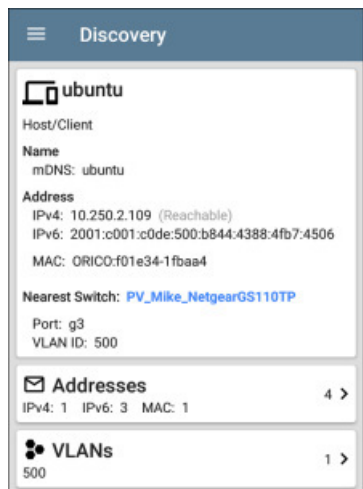 Discovery
ubuntu
Host/Client
Name
mDNS: ubuntu
Address
IPv4: 10.250.2.109 (Reachable)
IPv6: 2001:c001:c0de:500:b844:4388:4fb7:4506
MAC: ORICO:f01e34-1fbaa4
Nearest Switch: PV_Mike_NetgearGS110TP
Port: g3
VLAN ID: 500
Addresses
4
IPv4: 1 IPv6: 3 MAC: 1
VLANs
1
500